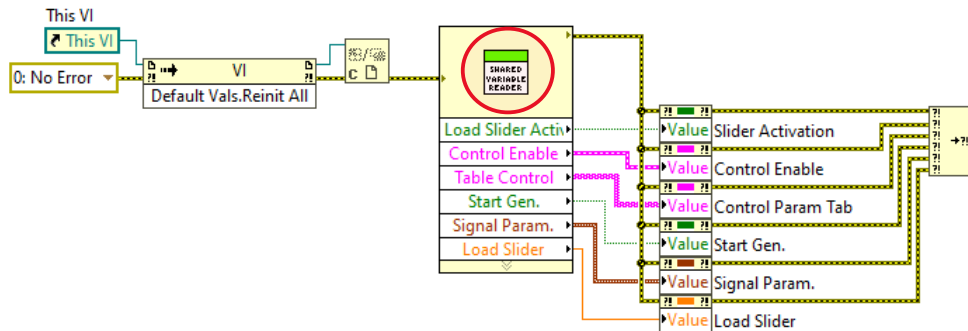 This VI
This VI
0: No Error
VI
Default Vals.Reinit All
C
SHARED
VARIABLE
READER
Load Slider Activ
Control Enable
Table Control
Start Gen.
Signal Param.
Load Slider
?! ?!
Value Slider Activation
?! ?!
Value Control Enable
?! ?!
Value Control Param Tab
?! ?!
Value Start Gen.
?! ?!
Value Signal Param.
?! ?!
Value Load Slider
?!
?!
?!
?!
?!
?!